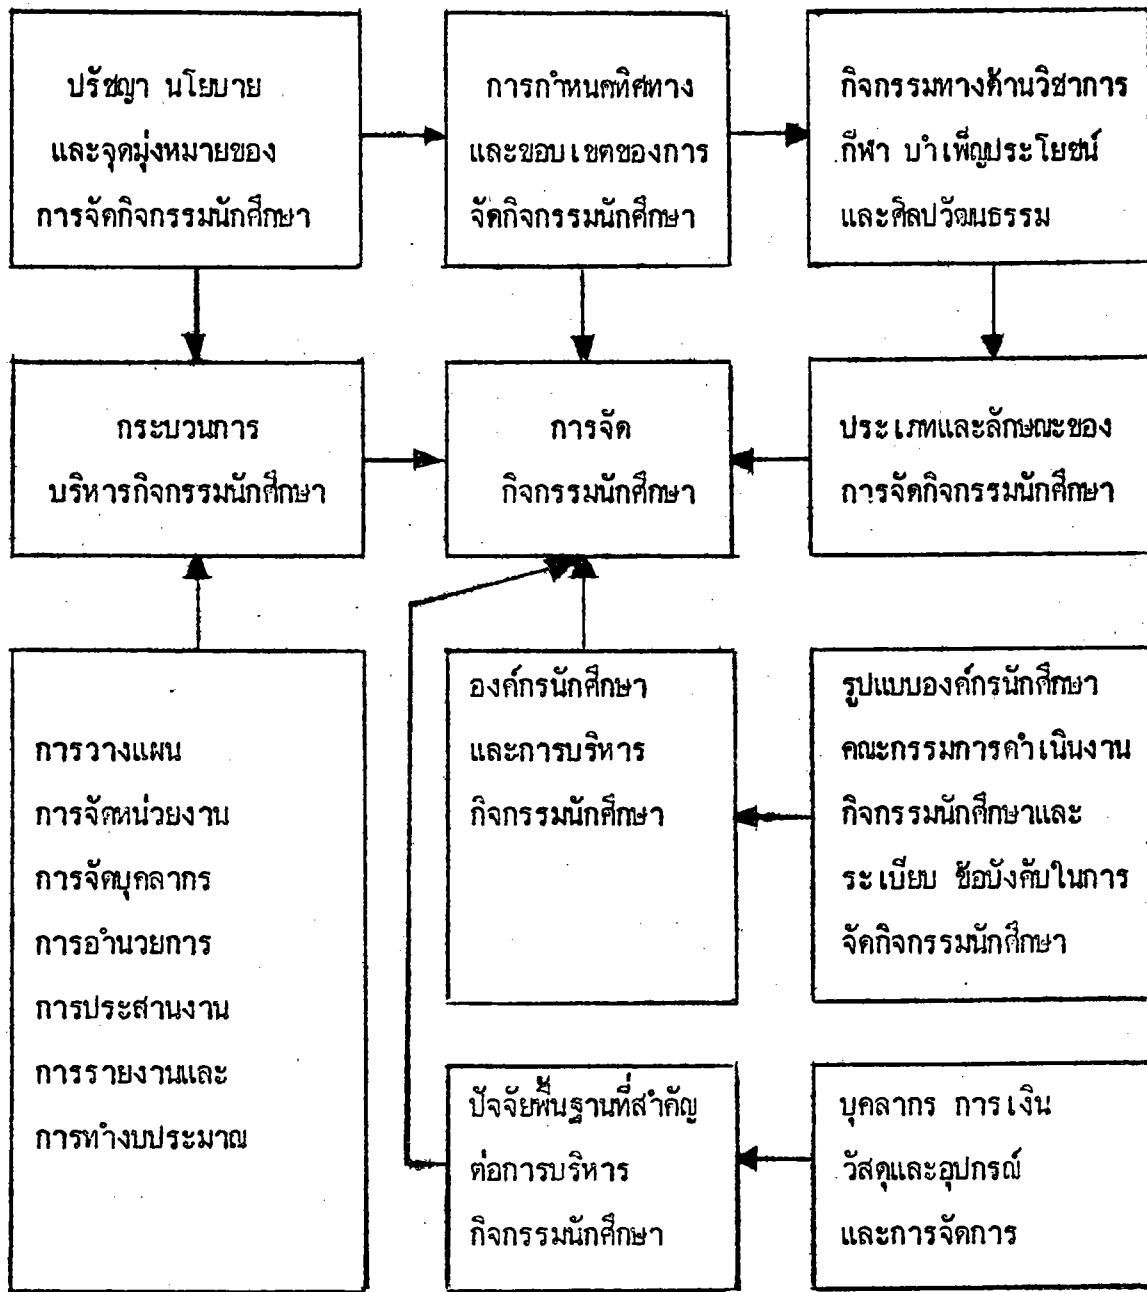 ปรัชญา นโยบาย
และจุดมุ่งหมายของ
การจัดกิจกรรมนักศึกษา
การกำหนดทิศทาง
และขอบเขตของการ
จัดกิจกรรมนักศึกษา
กิจกรรมทางด้านวิชาการ
กีฬา บำเพ็ญประโยชน์
และศิลปวัฒนธรรม
กระบวนการ
บริหารกิจกรรมนักศึกษา
การจัด
กิจกรรมนักศึกษา
ประเภทและลักษณะของ
การจัดกิจกรรมนักศึกษา
การวางแผน
การจัดหน่วยงาน
การจัดบุคลากร
การอำนวยการ
การประสานงาน
การรายงานและ
การทำงบประมาณ
องค์กรนักศึกษา
และการบริหาร
กิจกรรมนักศึกษา
รูปแบบองค์กรนักศึกษา
คณะกรรมการดำเนินงาน
กิจกรรมนักศึกษาและ
ระเบียบ ข้อบังคับในการ
จัดกิจกรรมนักศึกษา
ปัจจัยพื้นฐานที่สำคัญ
ต่อการบริหาร
กิจกรรมนักศึกษา
บุคลากร การเงิน
วัสดุและอุปกรณ์
และการจัดการ